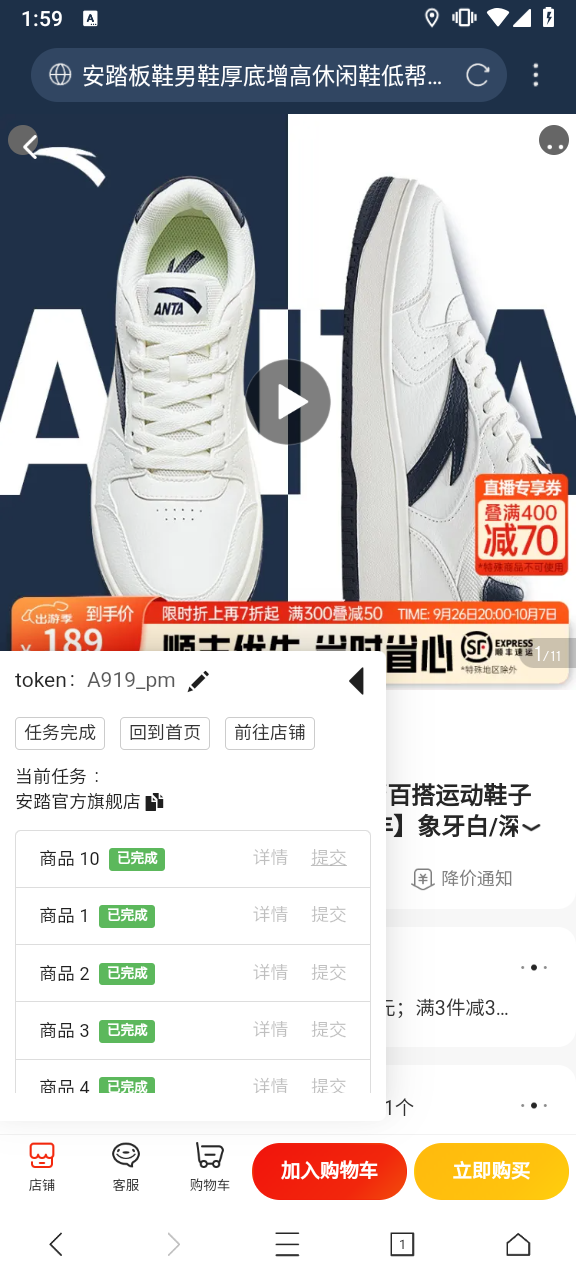 1:59
A
安踏板鞋男鞋厚底增高休闲鞋低帮...
ANTA
ANTA
直播专享券
叠满400
减70
*特殊商品不可使用
出游季 到手价 限时折上再7折起 满300叠减50 TIME: 9月26日20:00-10月7日
¥189
顺丰优先 当时省心 SF EXPRESS 顺丰速运
*特殊地区除外
1/11
token: A919_pm
任务完成 回到首页 前往店铺
当前任务：
安踏官方旗舰店
百搭运动鞋子
】象牙白/深
降价通知
商品 10 已完成 详情 提交
商品 1 已完成 详情 提交
商品 2 已完成 详情 提交
元；满3件减3...
商品 3 已完成 详情 提交
商品 4 已完成 详情 提交
1个
店铺 客服 购物车 加入购物车 立即购买
1